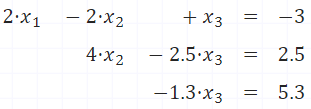 2·x₁ − 2·x₂ + x₃ = −3
4·x₂ − 2.5·x₃ = 2.5
−1.3·x₃ = 5.3